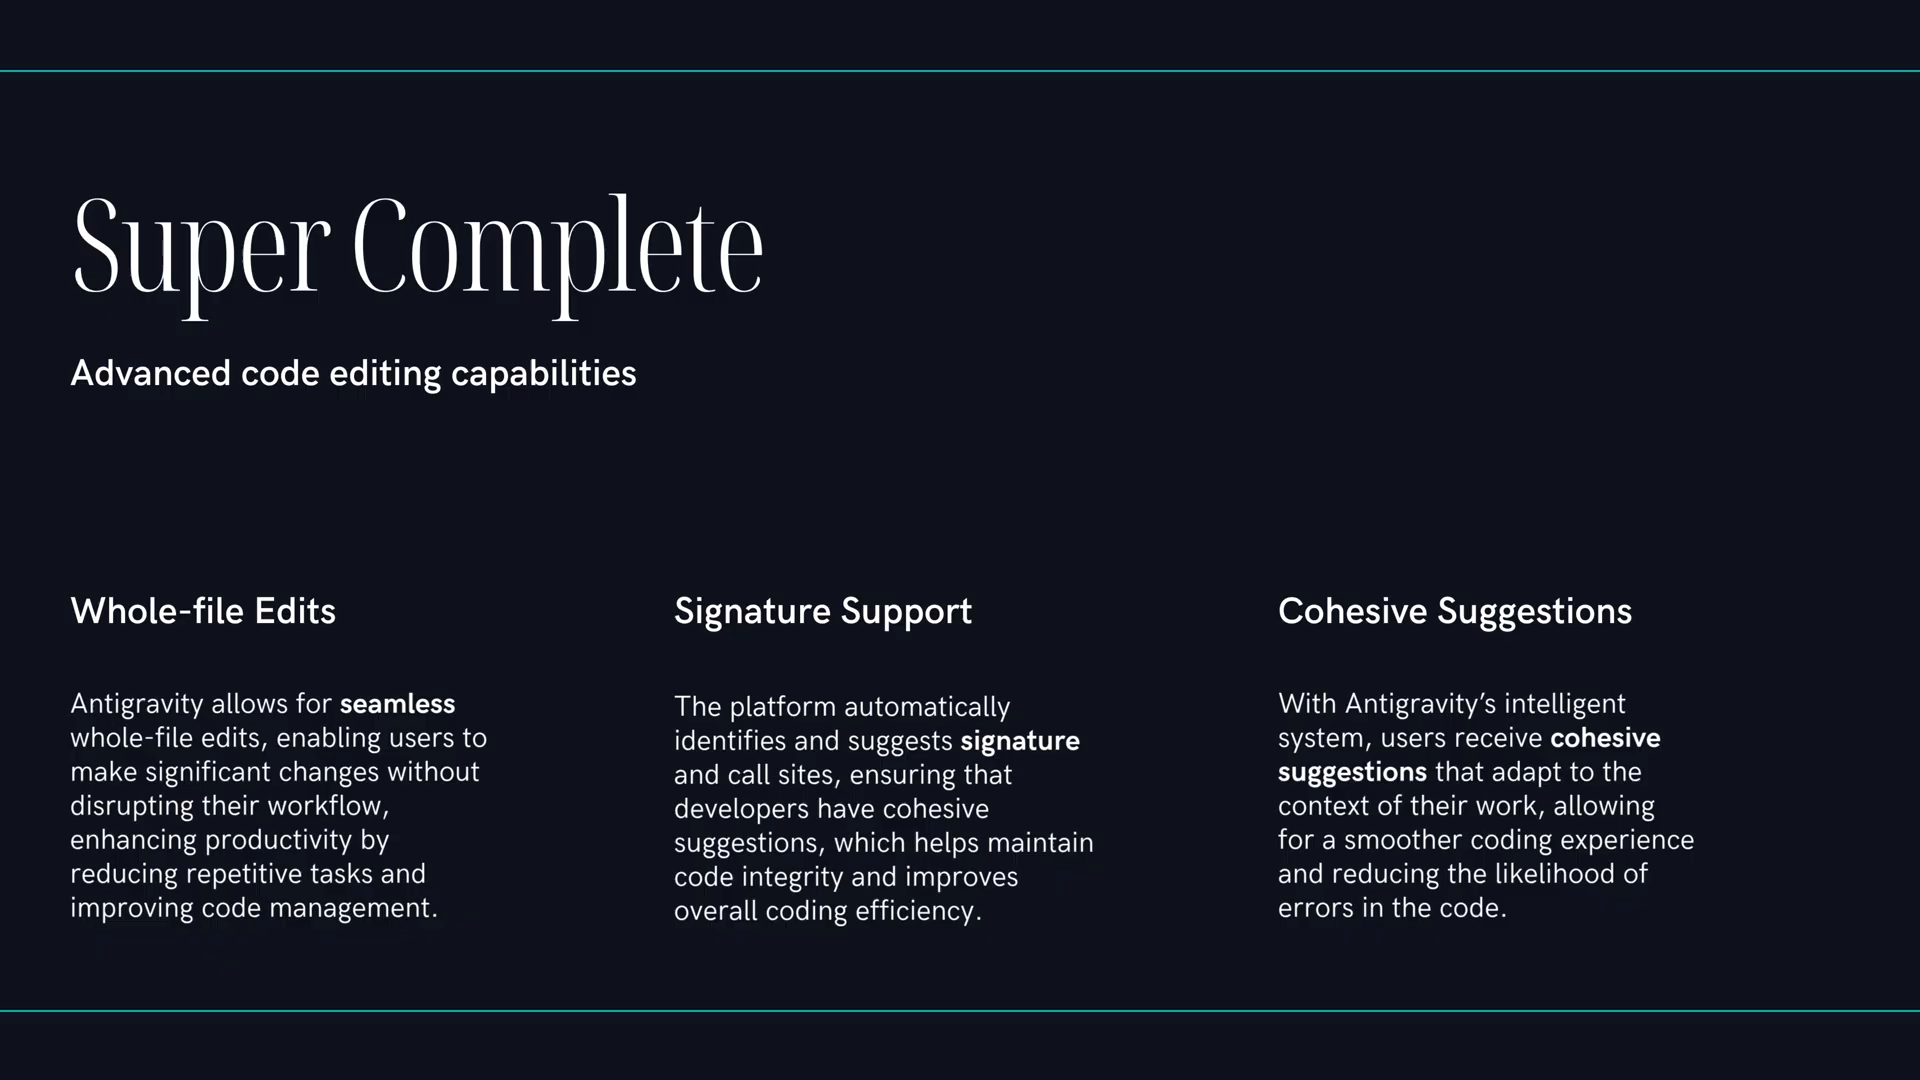 Super Complete
Advanced code editing capabilities
Whole-file Edits
Antigravity allows for seamless
whole-file edits, enabling users to
make significant changes without
disrupting their workflow,
enhancing productivity by
reducing repetitive tasks and
improving code management.
Signature Support
The platform automatically
identifies and suggests signature
and call sites, ensuring that
developers have cohesive
suggestions, which helps maintain
code integrity and improves
overall coding efficiency.
Cohesive Suggestions
With Antigravity’s intelligent
system, users receive cohesive
suggestions that adapt to the
context of their work, allowing
for a smoother coding experience
and reducing the likelihood of
errors in the code.